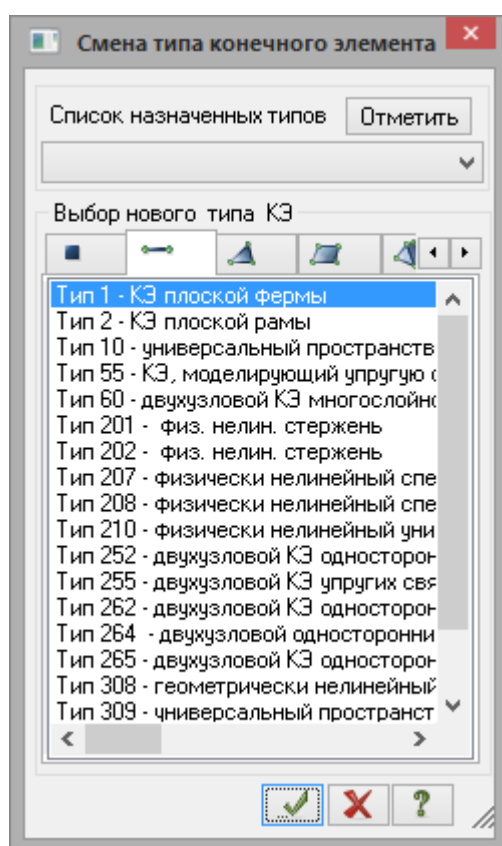 Смена типа конечного элемента
Список назначенных типов Отметить
Выбор нового типа КЭ
Тип 1 - КЭ плоской фермы
Тип 2 - КЭ плоской рамы
Тип 10 - универсальный пространств
Тип 55 - КЭ, моделирующий упругую
Тип 60 - двухузловой КЭ многослойно
Тип 201 - физ. нелин. стержень
Тип 202 - физ. нелин. стержень
Тип 207 - физически нелинейный спе
Тип 208 - физически нелинейный спе
Тип 210 - физически нелинейный уни
Тип 252 - двухузловой КЭ односторон
Тип 255 - двухузловой КЭ упругих свя
Тип 262 - двухузловой КЭ односторон
Тип 264 - двухузловой односторонни
Тип 265 - двухузловой КЭ односторон
Тип 308 - геометрически нелинейный
Тип 309 - универсальный пространст